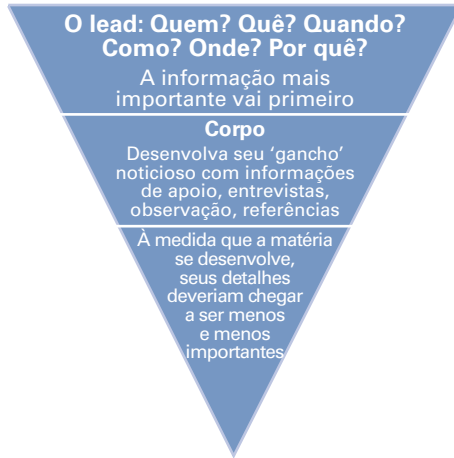 O lead: Quem? Quê? Quando?
Como? Onde? Por quê?
A informação mais
importante vai primeiro
Corpo
Desenvolva seu ‘gancho’
noticioso com informações
de apoio, entrevistas,
observação, referências
À medida que a matéria
se desenvolve,
seus detalhes
deveriam chegar
a ser menos
e menos
importantes